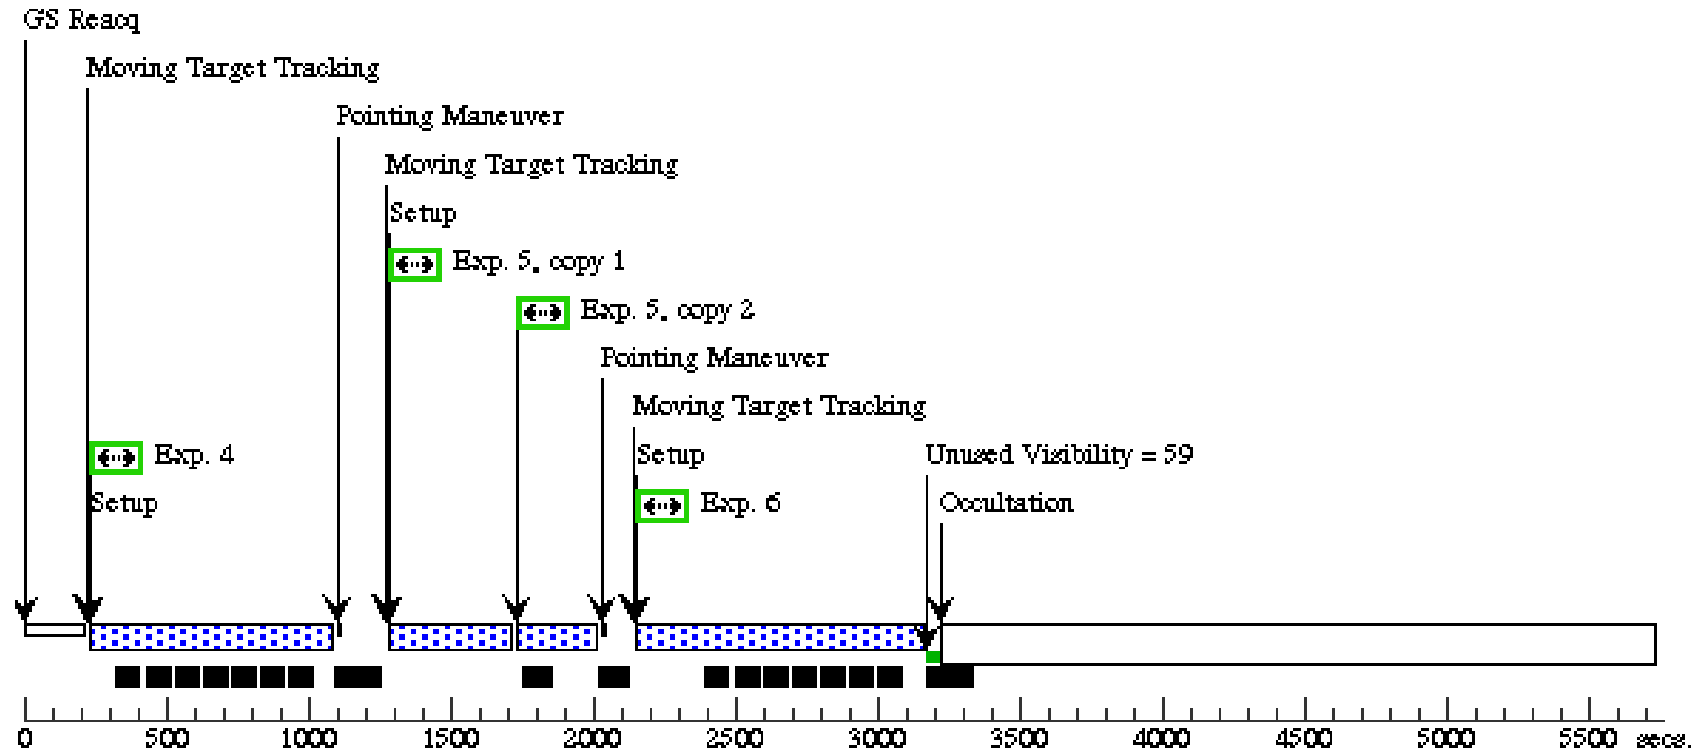 GS Reacq
Moving Target Tracking
Pointing Maneuver
Moving Target Tracking
Setup
Exp. 5, copy 1
Exp. 5, copy 2
Pointing Maneuver
Moving Target Tracking
Exp. 4
Setup
Unused Visibility = 59
Setup
Exp. 6
Occultation
0 500 1000 1500 2000 2500 3000 3500 4000 4500 5000 5500 secs.